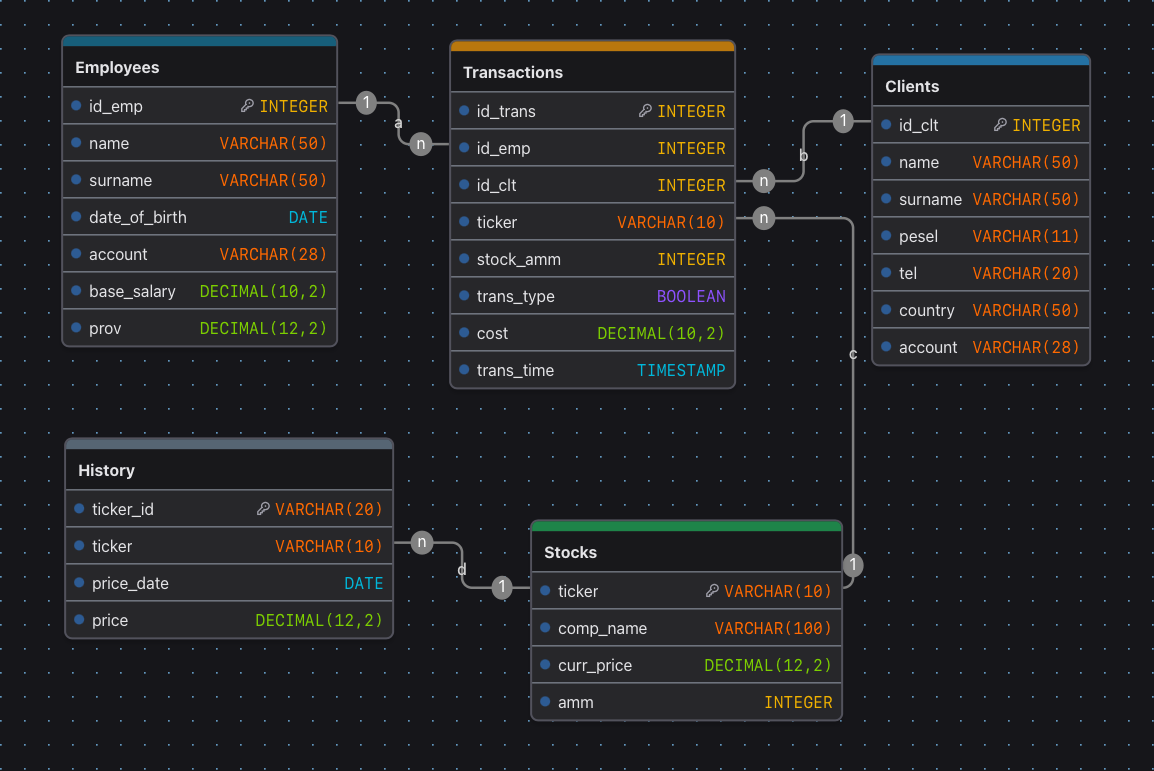 Employees
id_emp INTEGER
name VARCHAR(50)
surname VARCHAR(50)
date_of_birth DATE
account VARCHAR(28)
base_salary DECIMAL(10,2)
prov DECIMAL(12,2)
1
a
n
Transactions
id_trans INTEGER
id_emp INTEGER
id_clt INTEGER
ticker VARCHAR(10)
stock_amm INTEGER
trans_type BOOLEAN
cost DECIMAL(10,2)
trans_time TIMESTAMP
1
b
n
n
c
1
Clients
id_clt INTEGER
name VARCHAR(50)
surname VARCHAR(50)
pesel VARCHAR(11)
tel VARCHAR(20)
country VARCHAR(50)
account VARCHAR(28)
History
ticker_id VARCHAR(20)
ticker VARCHAR(10)
price_date DATE
price DECIMAL(12,2)
n
d
1
Stocks
ticker VARCHAR(10)
comp_name VARCHAR(100)
curr_price DECIMAL(12,2)
amm INTEGER